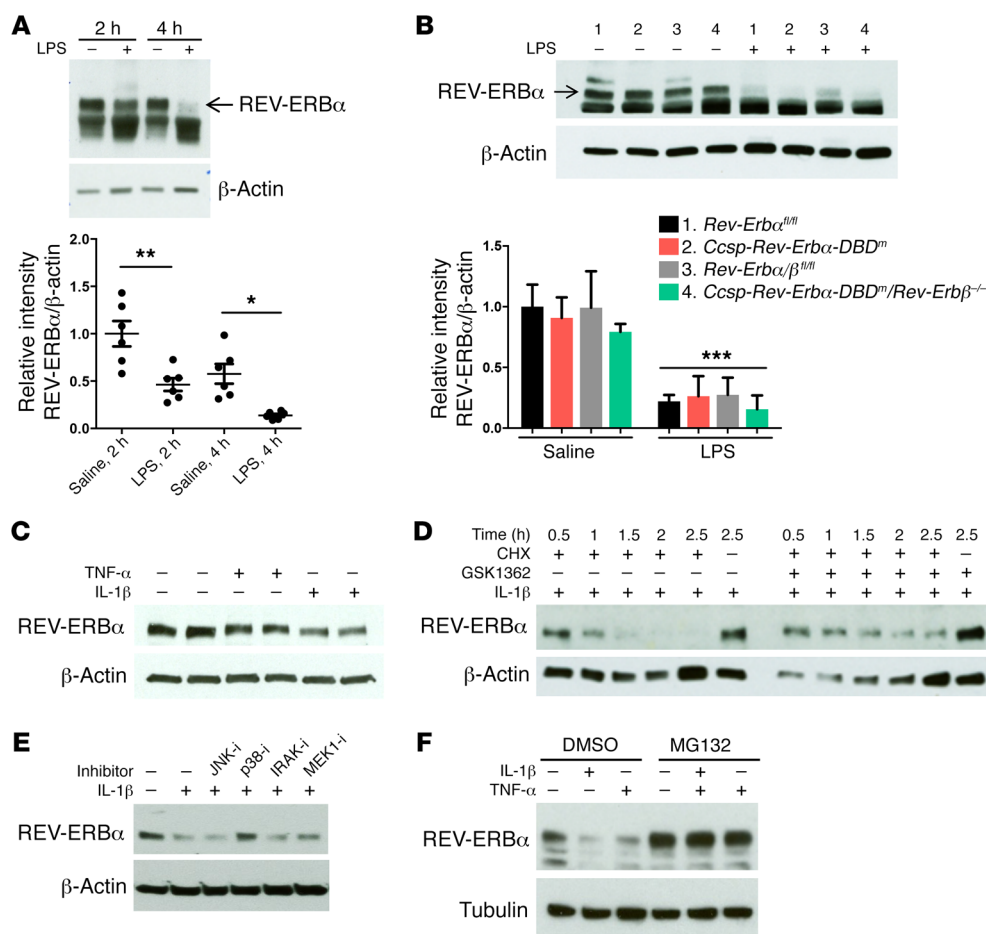 A
2 h 4 h
LPS – + – +
REV-ERBα
β-Actin
Relative intensity
REV-ERBα/β-actin
2.0
1.5
1.0
0.5
0.0
**
*
Saline, 2 h
LPS, 2 h
Saline, 4 h
LPS, 4 h
B
1 2 3 4 1 2 3 4
LPS – – – – + + + +
REV-ERBα
β-Actin
1. Rev-Erbα^fl/fl
2. Ccsp-Rev-Erbα-DBD^m
3. Rev-Erbα/β^fl/fl
4. Ccsp-Rev-Erbα-DBD^m/Rev-Erbβ^–/–
Relative intensity
REV-ERBα/β-actin
1.5
1.0
0.5
0.0
***
Saline LPS
C
TNF-α – – + + – –
IL-1β – – – – + +
REV-ERBα
β-Actin
D
Time (h) 0.5 1 1.5 2 2.5 2.5 0.5 1 1.5 2 2.5 2.5
CHX + + + + + – + + + + + –
GSK1362 – – – – – – + + + + + +
IL-1β + + + + + + + + + + + +
REV-ERBα
β-Actin
E
Inhibitor – – JNK-i p38-i IRAK-i MEK1-i
IL-1β – + + + + +
REV-ERBα
β-Actin
F
DMSO MG132
IL-1β – + – – + –
TNF-α – – + – + +
REV-ERBα
Tubulin